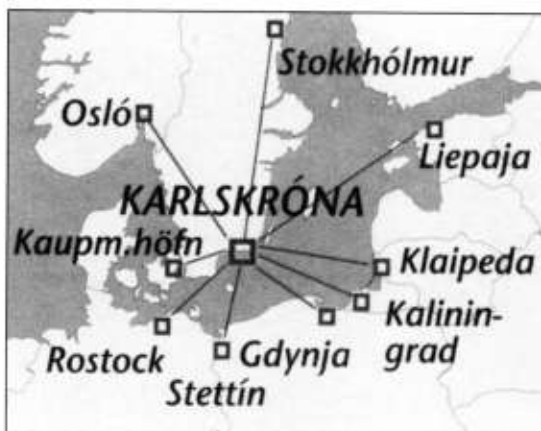 Stokkhólmur
Osló
Liepaja
KARLSKRÓNA
Kaupm.höfn
Klaipeda
Kalinin-
grad
Gdynja
Rostock
Stettín